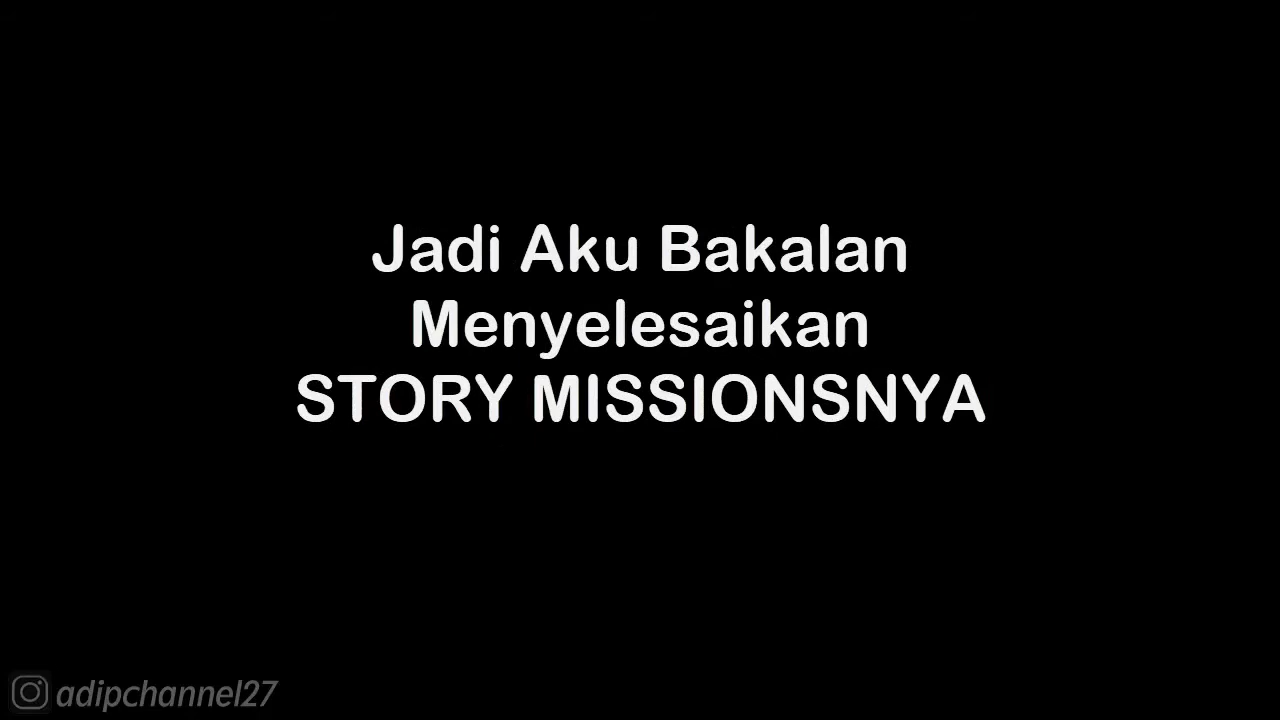 Jadi Aku Bakalan
Menyelesaikan
STORY MISSIONSNYA
adipchannel27